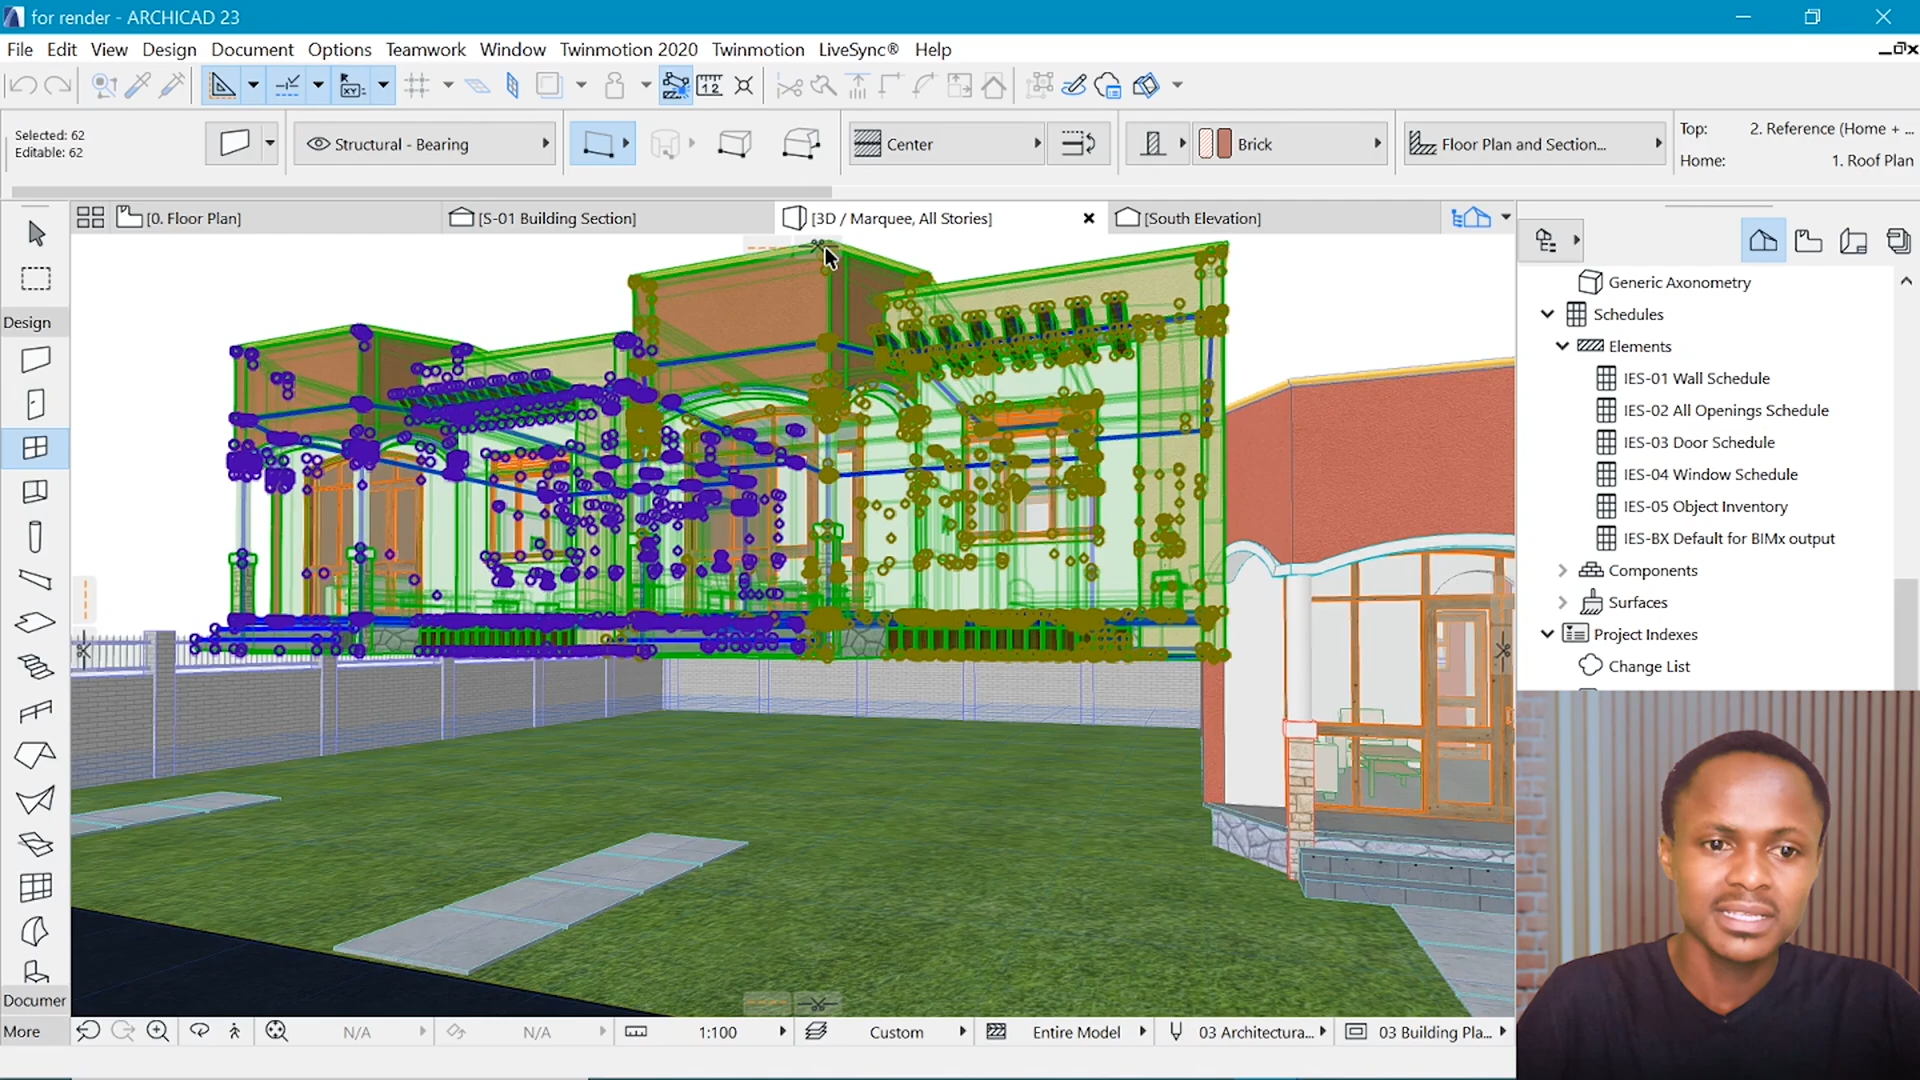 for render - ARCHICAD 23
File Edit View Design Document Options Teamwork Window Twinmotion 2020 Twinmotion LiveSync® Help
Selected: 62
Editable: 62
Structural - Bearing
Center
Brick
Floor Plan and Section...
Top: 2. Reference (Home + ...
Home: 1. Roof Plan
[0. Floor Plan]
[S-01 Building Section]
[3D / Marquee, All Stories]
[South Elevation]
Design
Generic Axonometry
Schedules
Elements
IES-01 Wall Schedule
IES-02 All Openings Schedule
IES-03 Door Schedule
IES-04 Window Schedule
IES-05 Object Inventory
IES-BX Default for BIMx output
Components
Surfaces
Project Indexes
Change List
Documer
More
N/A
N/A
1:100
Custom
Entire Model
03 Architectura...
03 Building Pla...